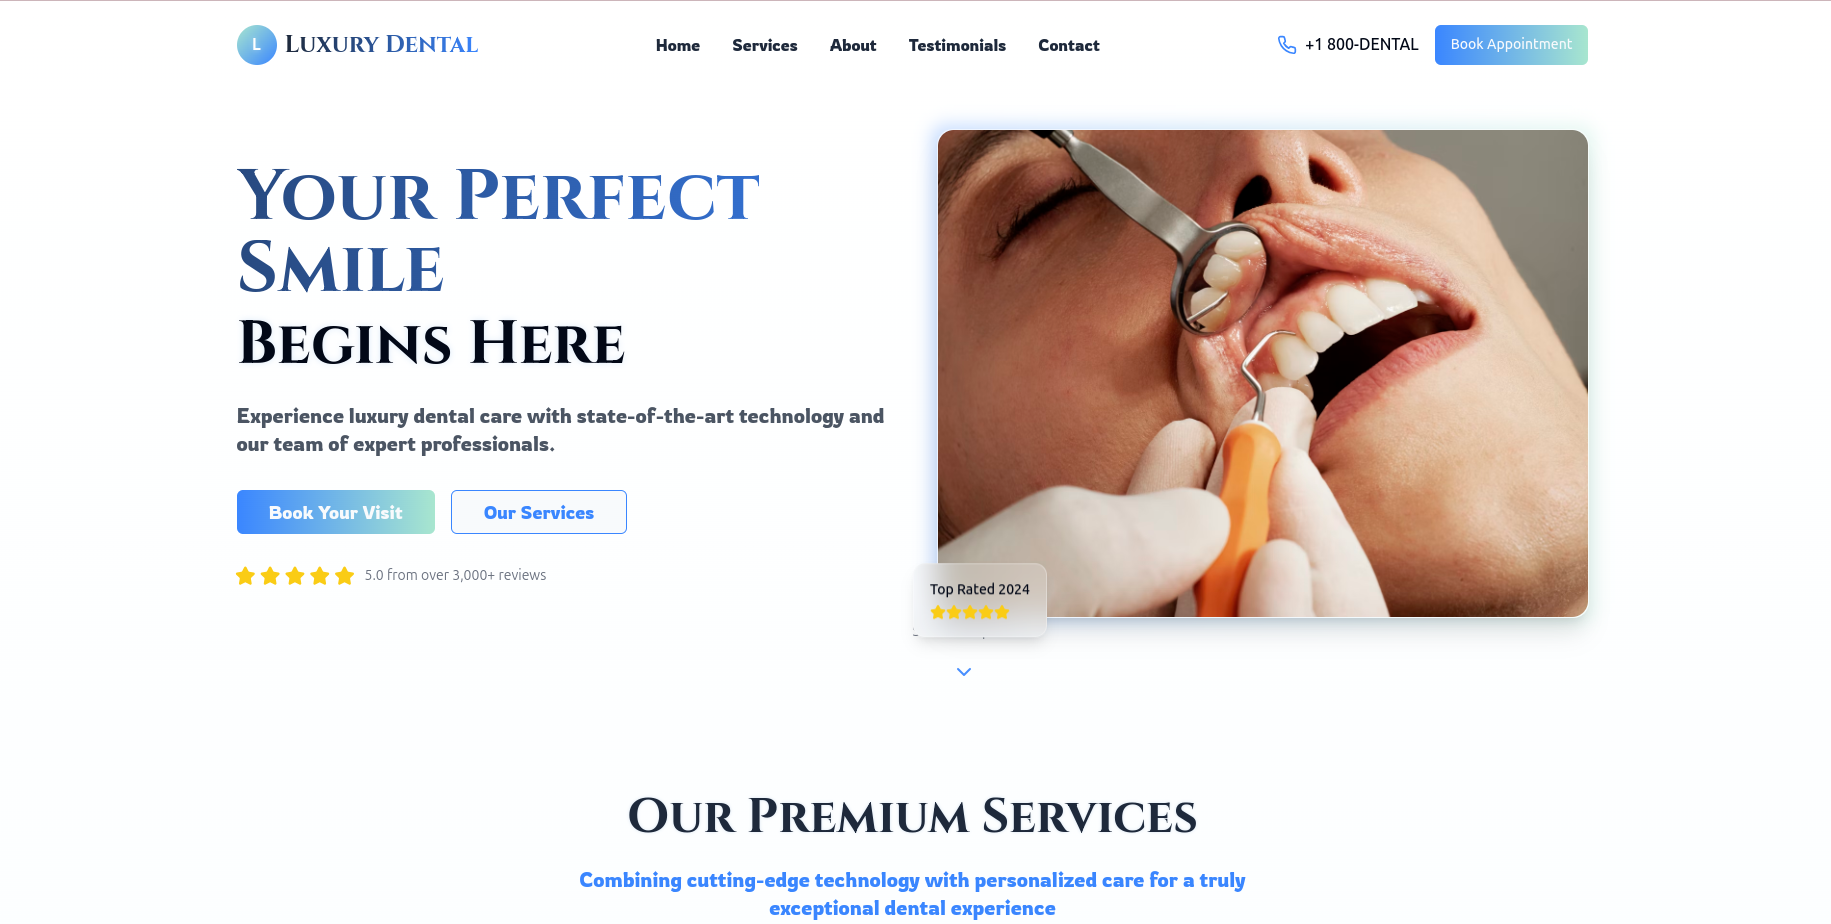 L LUXURY DENTAL
Home Services About Testimonials Contact
+1 800-DENTAL
Book Appointment
YOUR PERFECT
SMILE
BEGINS HERE
Experience luxury dental care with state-of-the-art technology and
our team of expert professionals.
Book Your Visit
Our Services
5.0 from over 3,000+ reviews
Top Rated 2024
OUR PREMIUM SERVICES
Combining cutting-edge technology with personalized care for a truly
exceptional dental experience